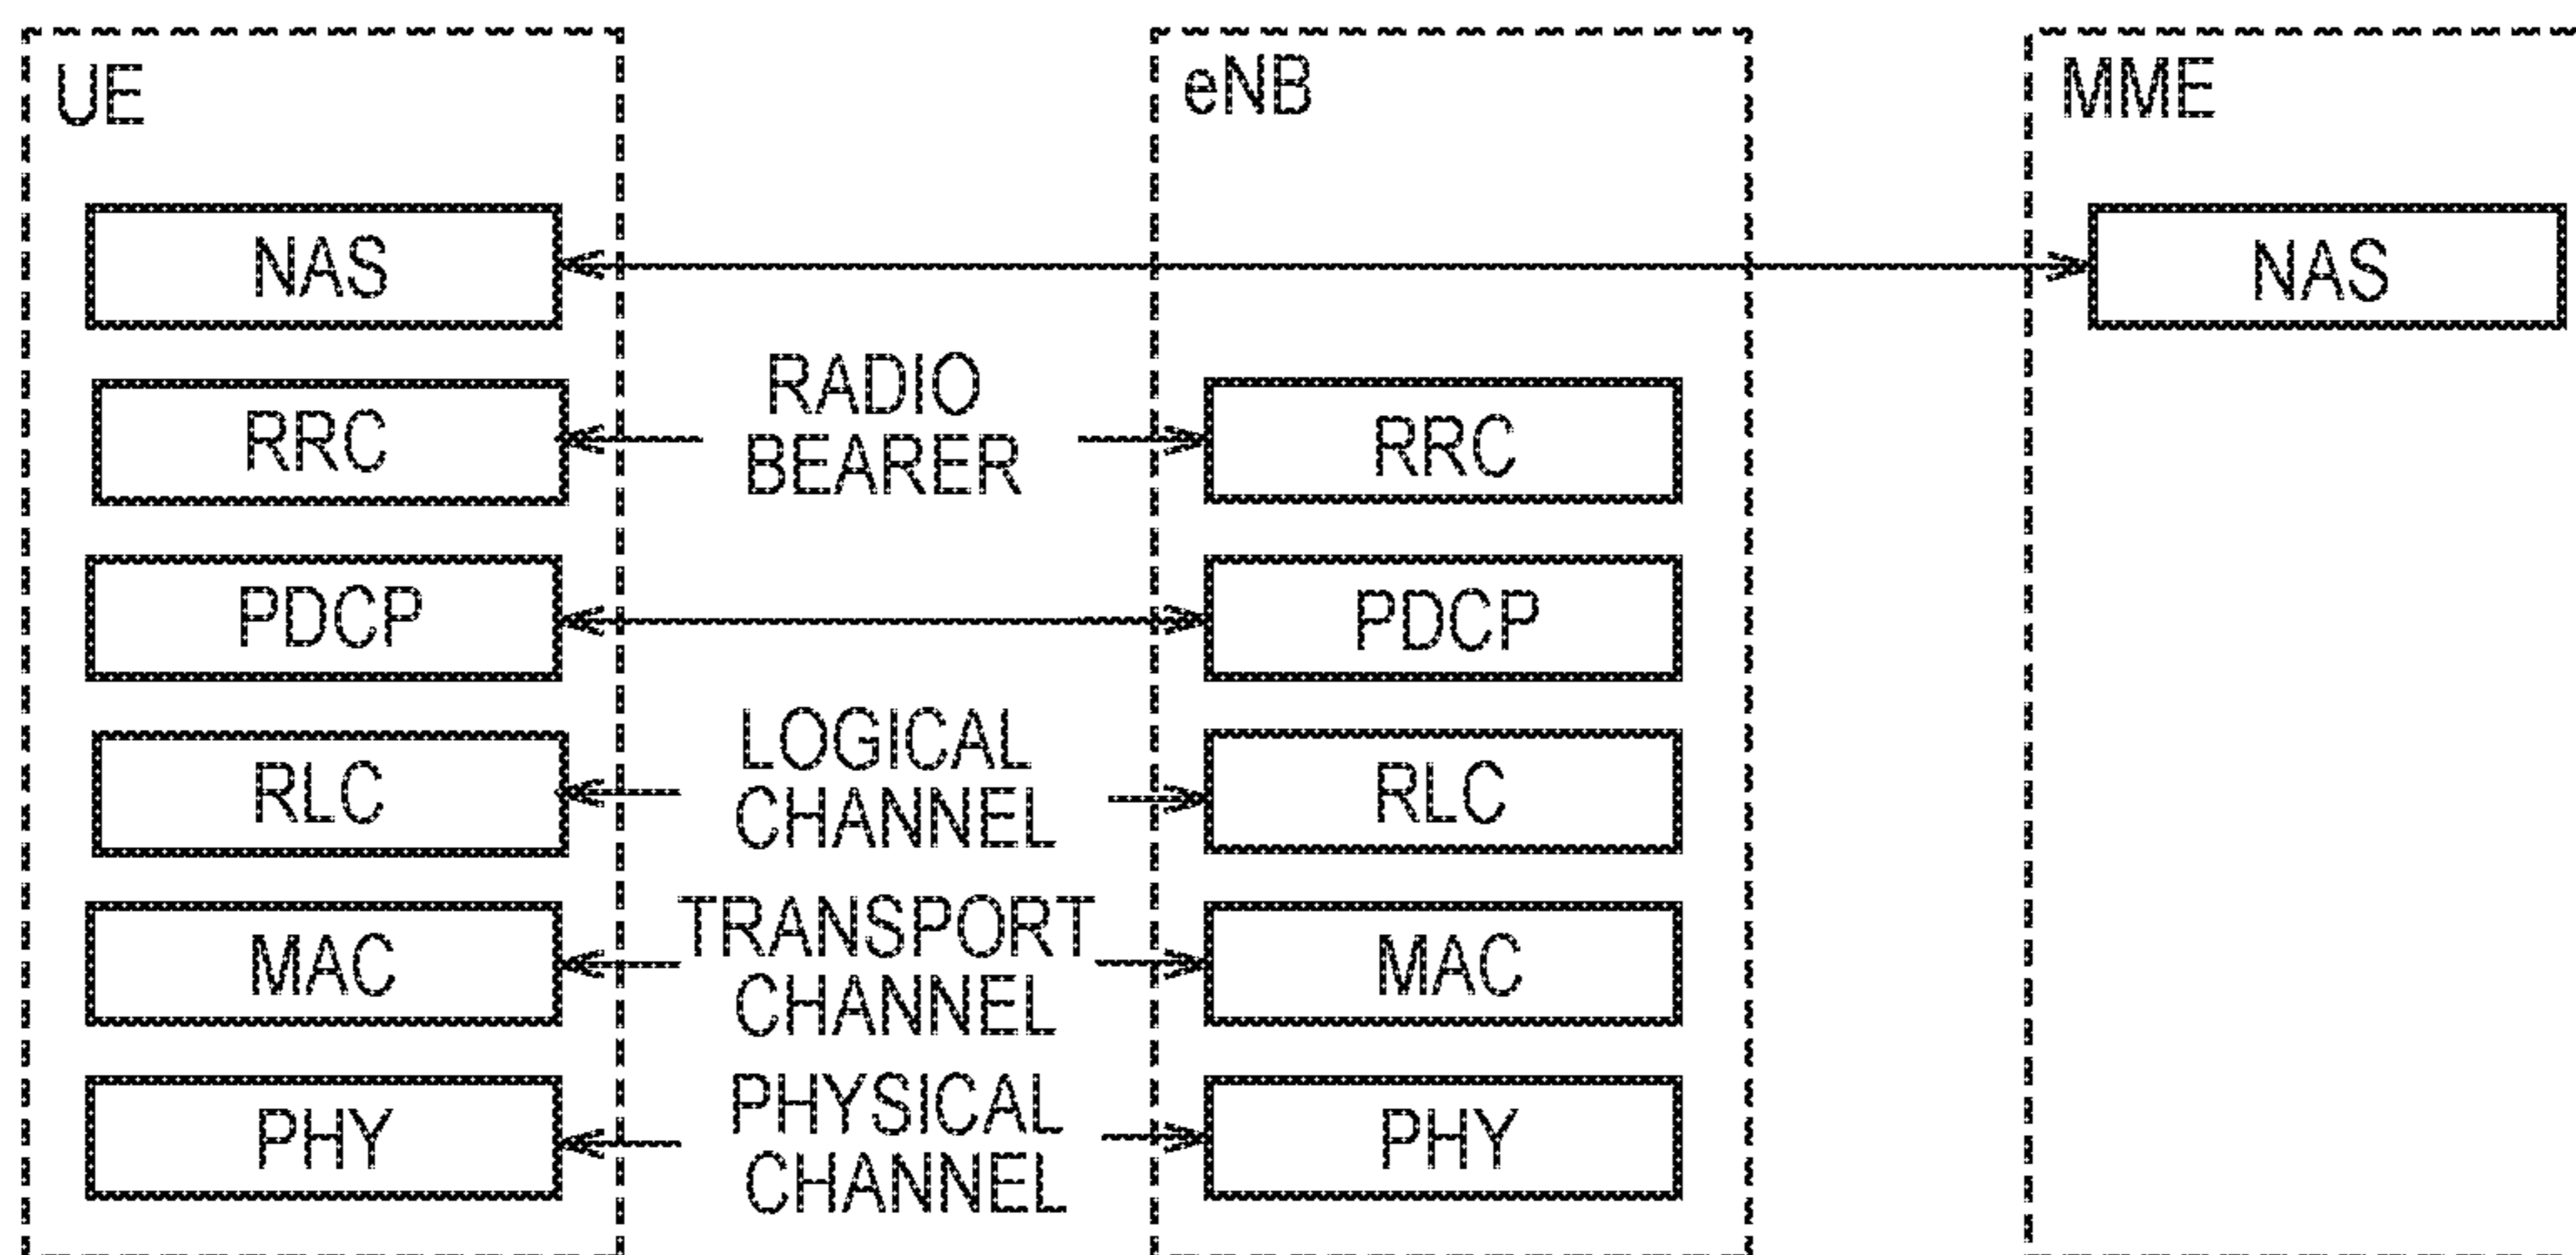 UE
eNB
MME
NAS
NAS
RADIO
BEARER
RRC
RRC
PDCP
PDCP
LOGICAL
CHANNEL
RLC
RLC
TRANSPORT
CHANNEL
MAC
MAC
PHYSICAL
CHANNEL
PHY
PHY